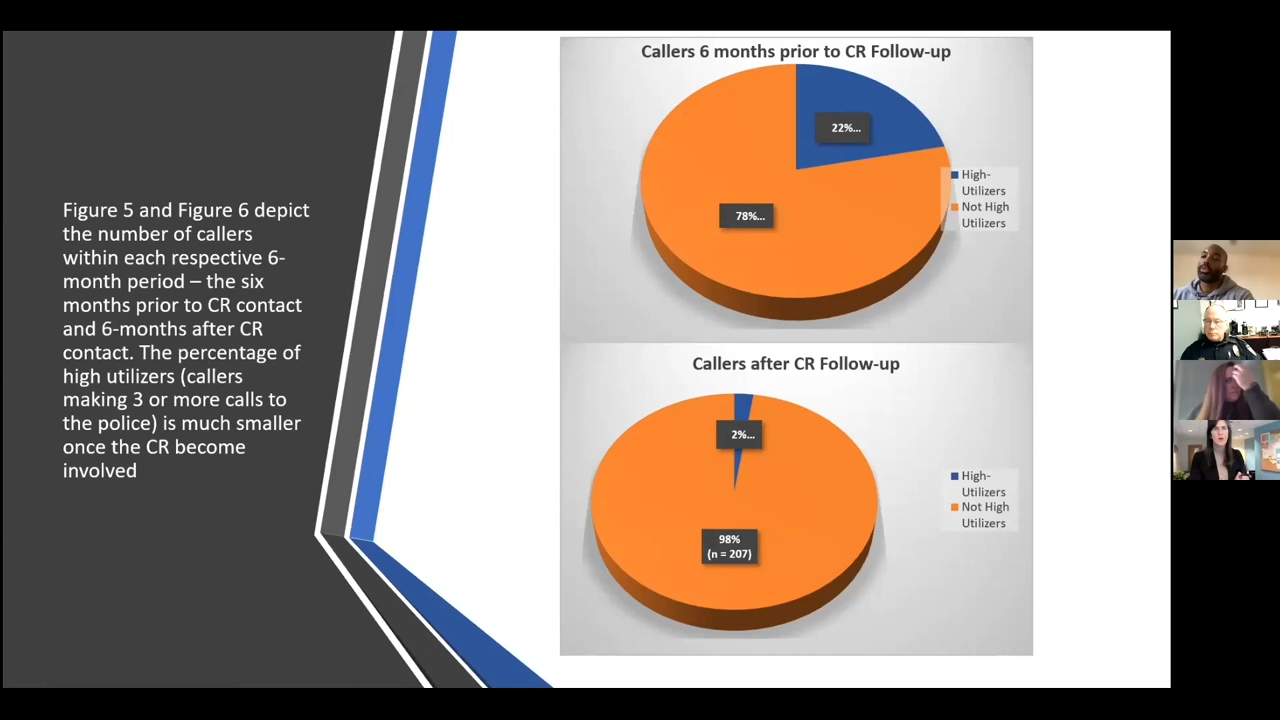 Figure 5 and Figure 6 depict
the number of callers
within each respective 6-
month period – the six
months prior to CR contact
and 6-months after CR
contact. The percentage of
high utilizers (callers
making 3 or more calls to
the police) is much smaller
once the CR become
involved
Callers 6 months prior to CR Follow-up
22%...
78%...
High-
Utilizers
Not High
Utilizers
Callers after CR Follow-up
2%...
98%
(n = 207)
High-
Utilizers
Not High
Utilizers